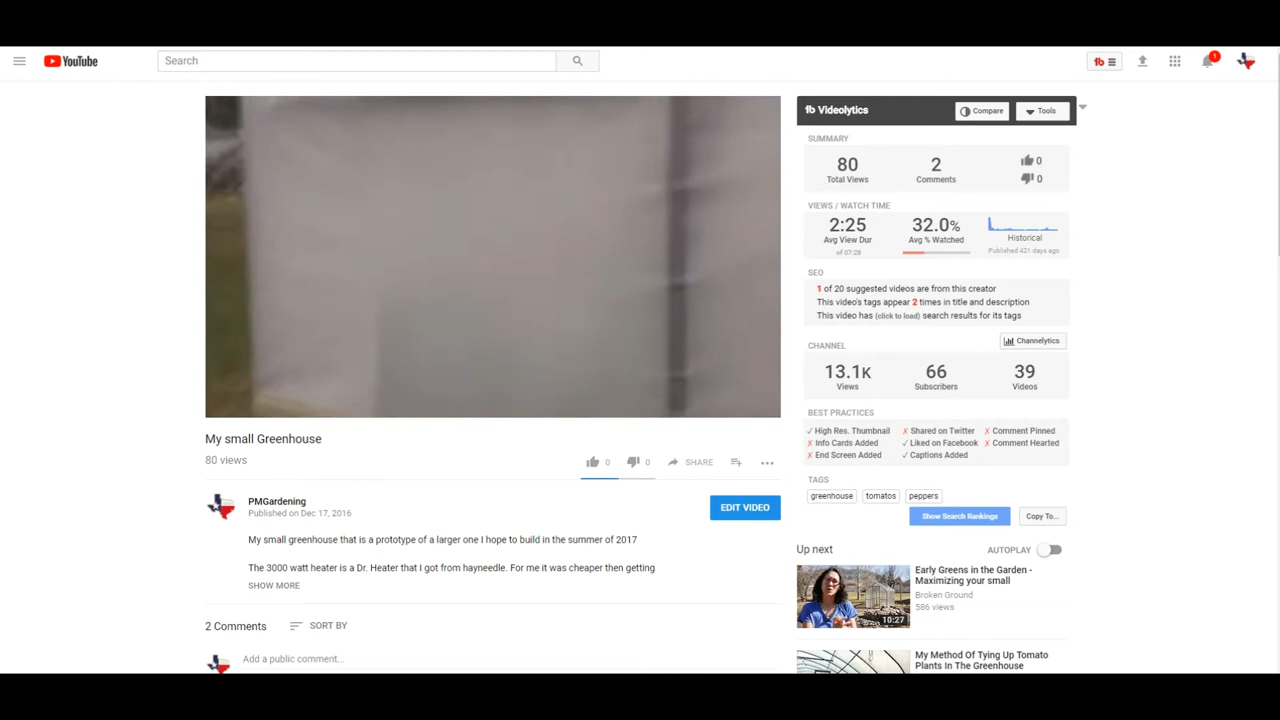 YouTube
Search
fb
1
My small Greenhouse
80 views
0
0
SHARE
PMGardening
Published on Dec 17, 2016
EDIT VIDEO
My small greenhouse that is a prototype of a larger one I hope to build in the summer of 2017
The 3000 watt heater is a Dr. Heater that I got from hayneedle. For me it was cheaper then getting
SHOW MORE
2 Comments
SORT BY
Add a public comment...
fb Videolytics
Compare
Tools
SUMMARY
80 2 0
Total Views Comments 0
VIEWS / WATCH TIME
2:25 32.0%
Avg View Dur Avg % Watched Historical
of 07:28 Published 421 days ago
SEO
1 of 20 suggested videos are from this creator
This video's tags appear 2 times in title and description
This video has (click to load) search results for its tags
CHANNEL Channelytics
13.1K 66 39
Views Subscribers Videos
BEST PRACTICES
✓ High Res. Thumbnail ✗ Shared on Twitter ✗ Comment Pinned
✗ Info Cards Added ✓ Liked on Facebook ✗ Comment Hearted
✗ End Screen Added ✓ Captions Added
TAGS
greenhouse tomatos peppers
Show Search Rankings Copy To...
Up next AUTOPLAY
Early Greens in the Garden -
Maximizing your small
Broken Ground
586 views
10:27
My Method Of Tying Up Tomato
Plants In The Greenhouse